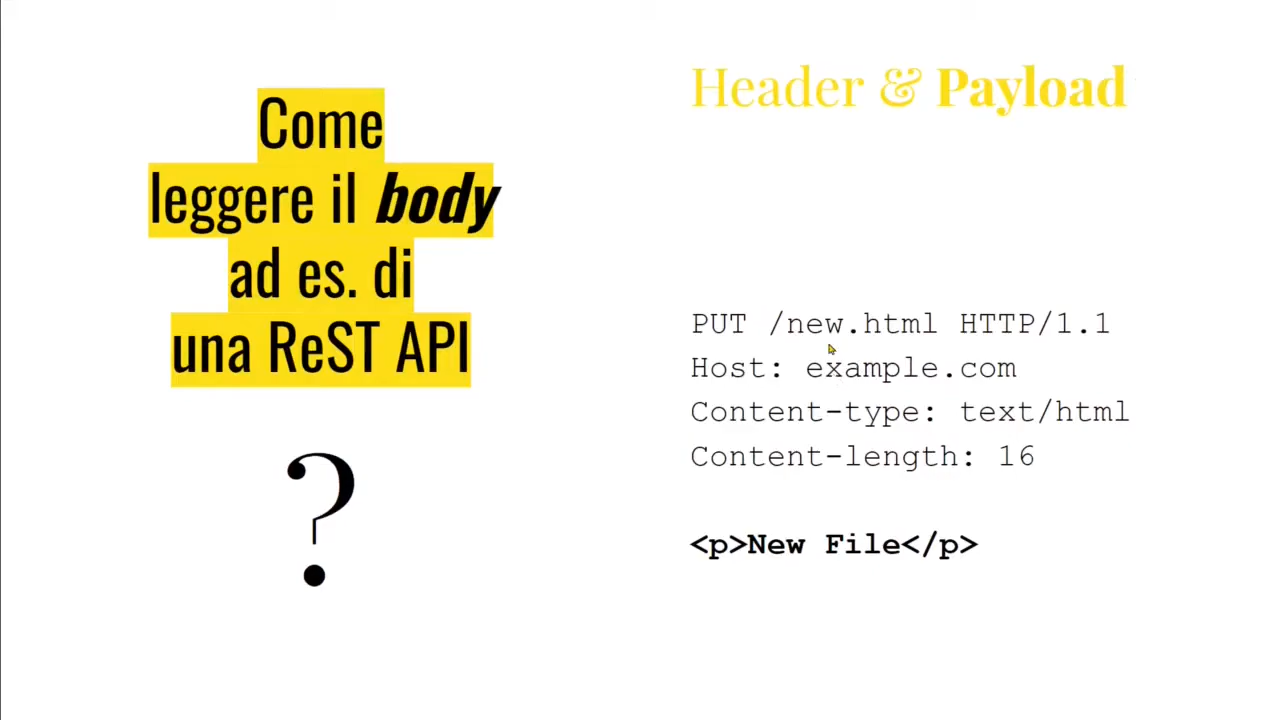 Come
leggere il body
ad es. di
una ReST API
?
Header & Payload
PUT /new.html HTTP/1.1
Host: example.com
Content-type: text/html
Content-length: 16
<p>New File</p>